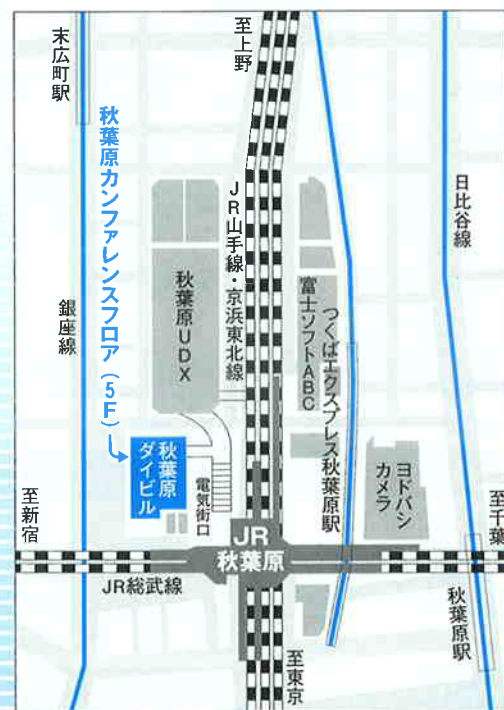 末広町駅
至上野
秋葉原カンファレンスフロア（5F）
JR山手線・京浜東北線
日比谷線
秋葉原UDX
富士ソフトABC
つくばエクスプレス秋葉原駅
銀座線
秋葉原
ダイビル
電気街口
ヨドバシ
カメラ
至新宿
至千葉
JR
秋葉原
JR総武線
秋葉原駅
至東京